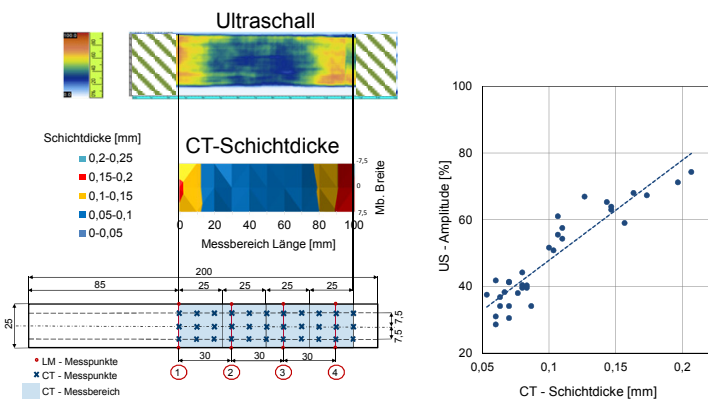 Ultraschall
100.0
0.0
Schichtdicke [mm]
0,2-0,25
0,15-0,2
0,1-0,15
0,05-0,1
0-0,05
CT-Schichtdicke
-7,5
0
7,5
Mb. Breite
0 20 40 60 80 100
Messbereich Länge [mm]
200
85
25 25 25 25
25
7,5
7,5
30 30 30
1 2 3 4
LM - Messpunkte
CT - Messpunkte
CT - Messbereich
100
80
60
40
20
US - Amplitude [%]
0,05 0,1 0,15 0,2
CT - Schichtdicke [mm]